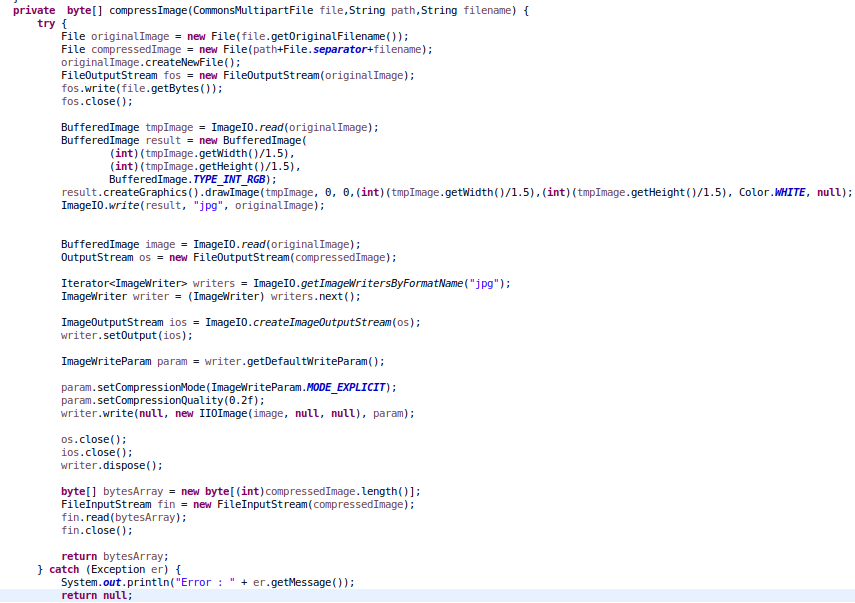 private  byte[] compressImage(CommonsMultipartFile file,String path,String filename) {
try {
File originalImage = new File(file.getOriginalFilename());
File compressedImage = new File(path+File.separator+filename);
originalImage.createNewFile();
FileOutputStream fos = new FileOutputStream(originalImage);
fos.write(file.getBytes());
fos.close();
BufferedImage tmpImage = ImageIO.read(originalImage);
BufferedImage result = new BufferedImage(
(int)(tmpImage.getWidth()/1.5),
(int)(tmpImage.getHeight()/1.5),
BufferedImage.TYPE_INT_RGB);
result.createGraphics().drawImage(tmpImage, 0, 0,(int)(tmpImage.getWidth()/1.5),(int)(tmpImage.getHeight()/1.5), Color.WHITE, null);
ImageIO.write(result, "jpg", originalImage);
BufferedImage image = ImageIO.read(originalImage);
OutputStream os = new FileOutputStream(compressedImage);
Iterator<ImageWriter> writers = ImageIO.getImageWritersByFormatName("jpg");
ImageWriter writer = (ImageWriter) writers.next();
ImageOutputStream ios = ImageIO.createImageOutputStream(os);
writer.setOutput(ios);
ImageWriteParam param = writer.getDefaultWriteParam();
param.setCompressionMode(ImageWriteParam.MODE_EXPLICIT);
param.setCompressionQuality(0.2f);
writer.write(null, new IIOImage(image, null, null), param);
os.close();
ios.close();
writer.dispose();
byte[] bytesArray = new byte[(int)compressedImage.length()];
FileInputStream fin = new FileInputStream(compressedImage);
fin.read(bytesArray);
fin.close();
return bytesArray;
} catch (Exception er) {
System.out.println("Error : " + er.getMessage());
return null;